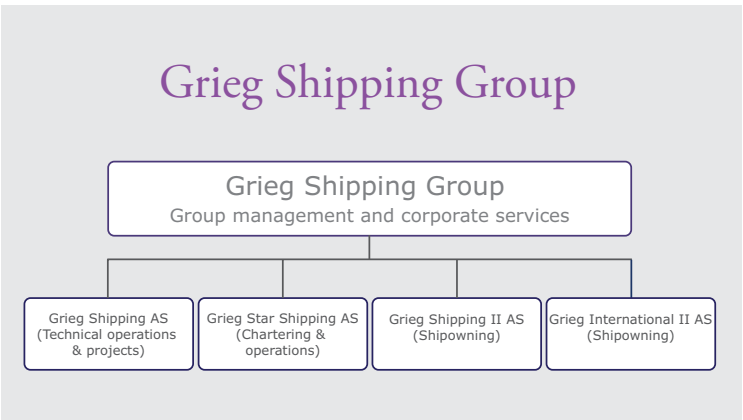 Grieg Shipping Group
Grieg Shipping Group
Group management and corporate services
Grieg Shipping AS
(Technical operations
& projects)
Grieg Star Shipping AS
(Chartering &
operations)
Grieg Shipping II AS
(Shipowning)
Grieg International II AS
(Shipowning)